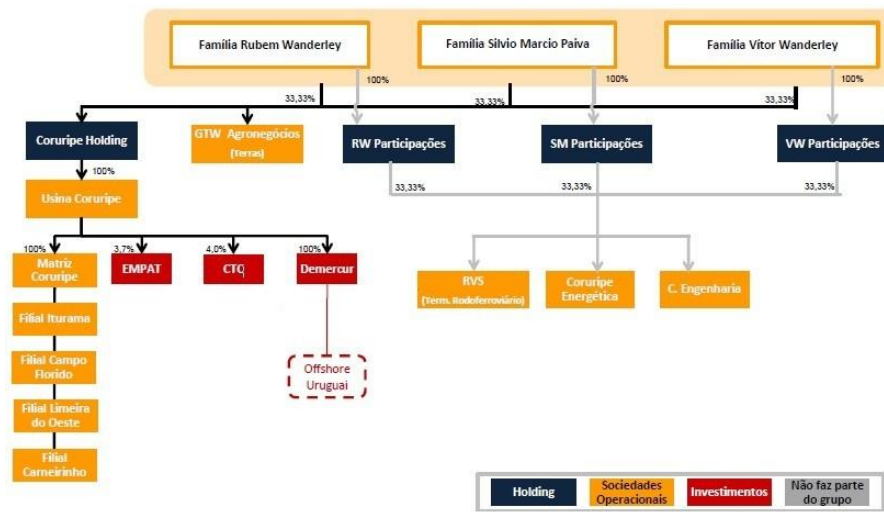 Família Rubem Wanderley
Família Silvio Marcio Paiva
Família Vítor Wanderley
100%
100%
100%
33,33%
33,33%
33,33%
Coruripe Holding
GTW Agronegócios
(Terras)
RW Participações
SM Participações
VW Participações
100%
33,33%
33,33%
33,33%
Usina Coruripe
100%
3,7%
4,0%
100%
Matriz
Coruripe
EMPAT
CTC
Demercur
RVS
(Term. Rodoferroviário)
Coruripe
Energética
C. Engenharia
Filial Iturama
Filial Campo
Florido
Offshore
Uruguai
Filial Limeira
do Oeste
Filial
Carneirinho
Holding
Sociedades
Operacionais
Investimentos
Não faz parte
do grupo